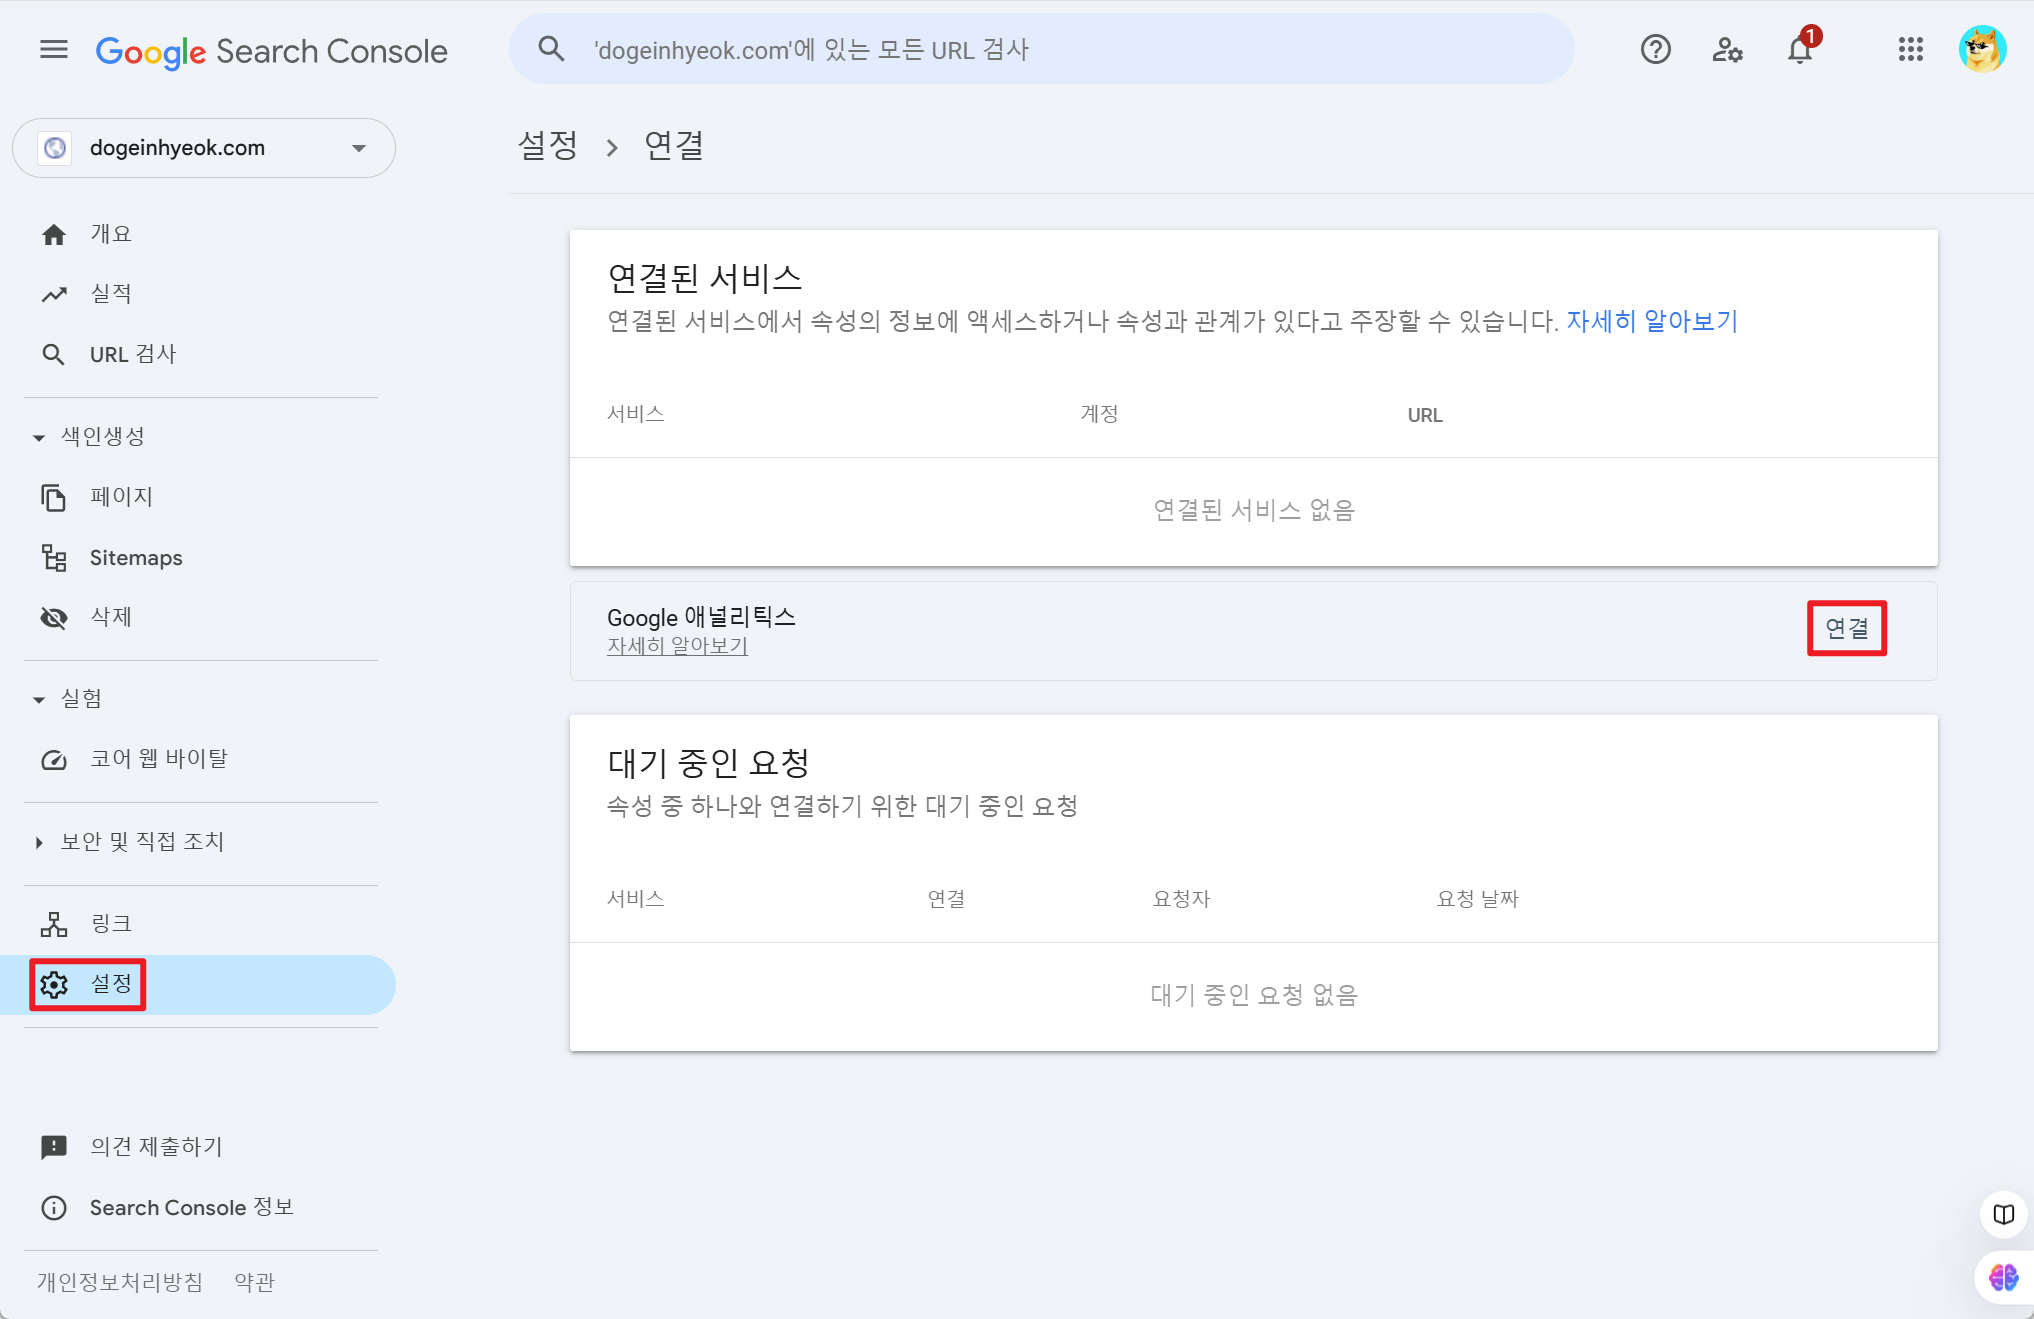 Google Search Console
'dogeinhyeok.com'에 있는 모든 URL 검사
1
dogeinhyeok.com
개요
실적
URL 검사
색인생성
페이지
Sitemaps
삭제
실험
코어 웹 바이탈
보안 및 직접 조치
링크
설정
의견 제출하기
Search Console 정보
개인정보처리방침 약관
설정 > 연결
연결된 서비스
연결된 서비스에서 속성의 정보에 액세스하거나 속성과 관계가 있다고 주장할 수 있습니다. 자세히 알아보기
서비스 계정 URL
연결된 서비스 없음
Google 애널리틱스
자세히 알아보기
연결
대기 중인 요청
속성 중 하나와 연결하기 위한 대기 중인 요청
서비스 연결 요청자 요청 날짜
대기 중인 요청 없음